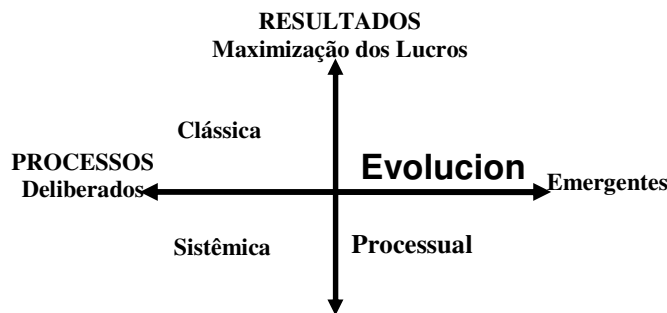 RESULTADOS
Maximização dos Lucros
Clássica
PROCESSOS
Deliberados
Evolucion
Emergentes
Sistêmica
Processual